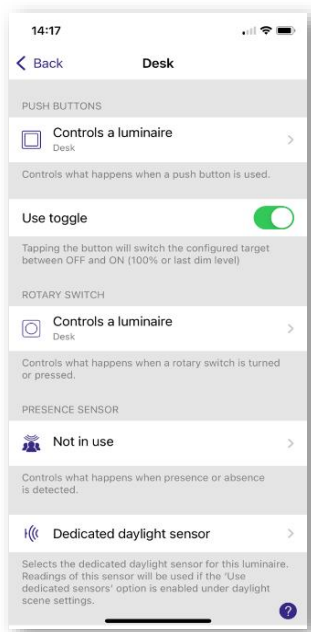 14:17
Back
Desk
PUSH BUTTONS
Controls a luminaire
Desk
Controls what happens when a push button is used.
Use toggle
Tapping the button will switch the configured target
between OFF and ON (100% or last dim level)
ROTARY SWITCH
Controls a luminaire
Desk
Controls what happens when a rotary switch is turned
or pressed.
PRESENCE SENSOR
Not in use
Controls what happens when presence or absence
is detected.
Dedicated daylight sensor
Selects the dedicated daylight sensor for this luminaire.
Readings of this sensor will be used if the 'Use
dedicated sensors' option is enabled under daylight
scene settings.
?